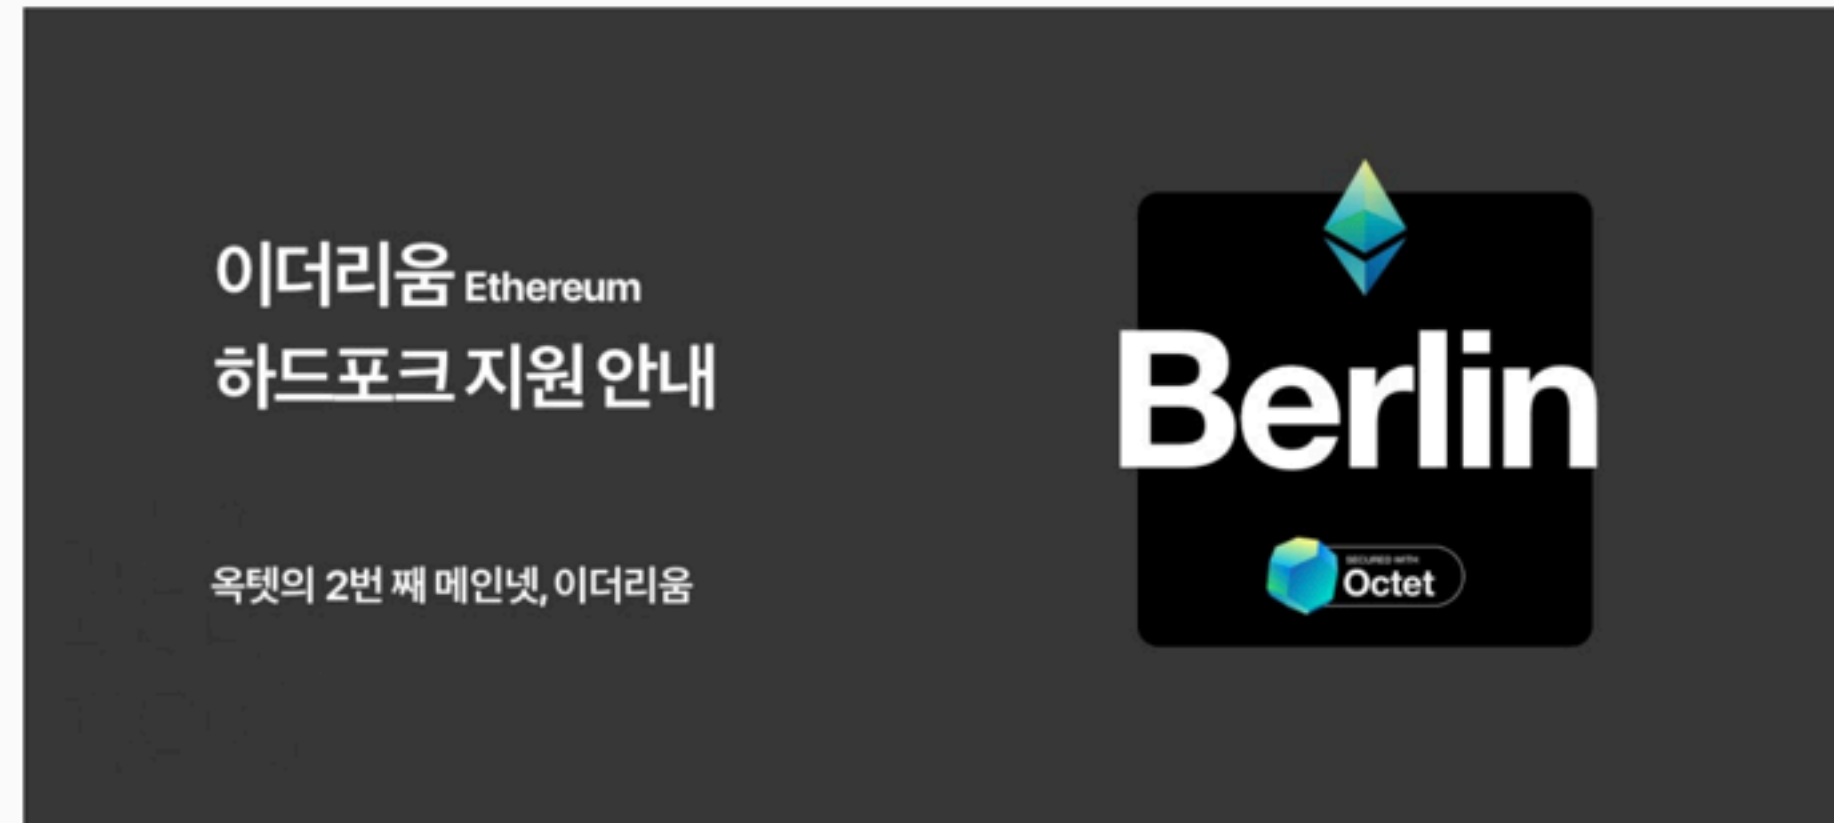 이더리움 Ethereum
하드포크 지원 안내
옥텟의 2번 째 메인넷, 이더리움
Berlin
SECURED WITH
Octet